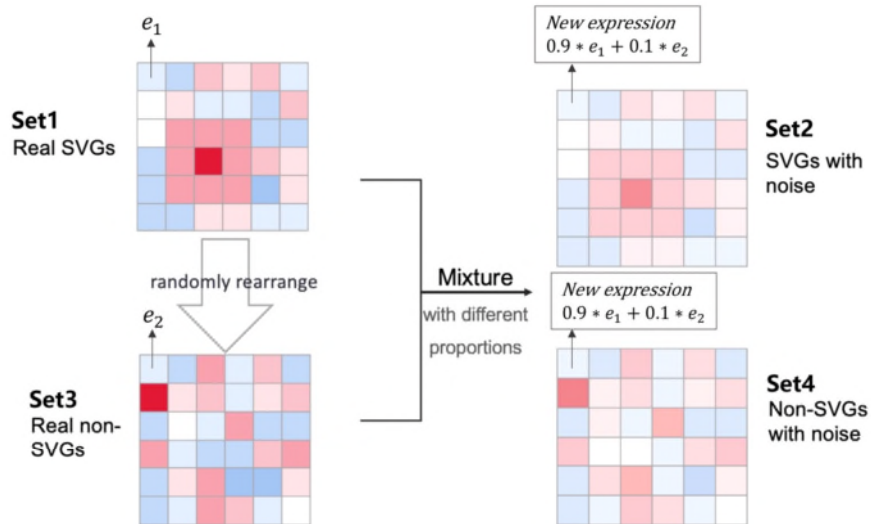 e₁
Set1
Real SVGs
randomly rearrange
e₂
Set3
Real non-
SVGs
Mixture
with different
proportions
New expression
0.9 * e₁ + 0.1 * e₂
Set2
SVGs with
noise
New expression
0.9 * e₁ + 0.1 * e₂
Set4
Non-SVGs
with noise